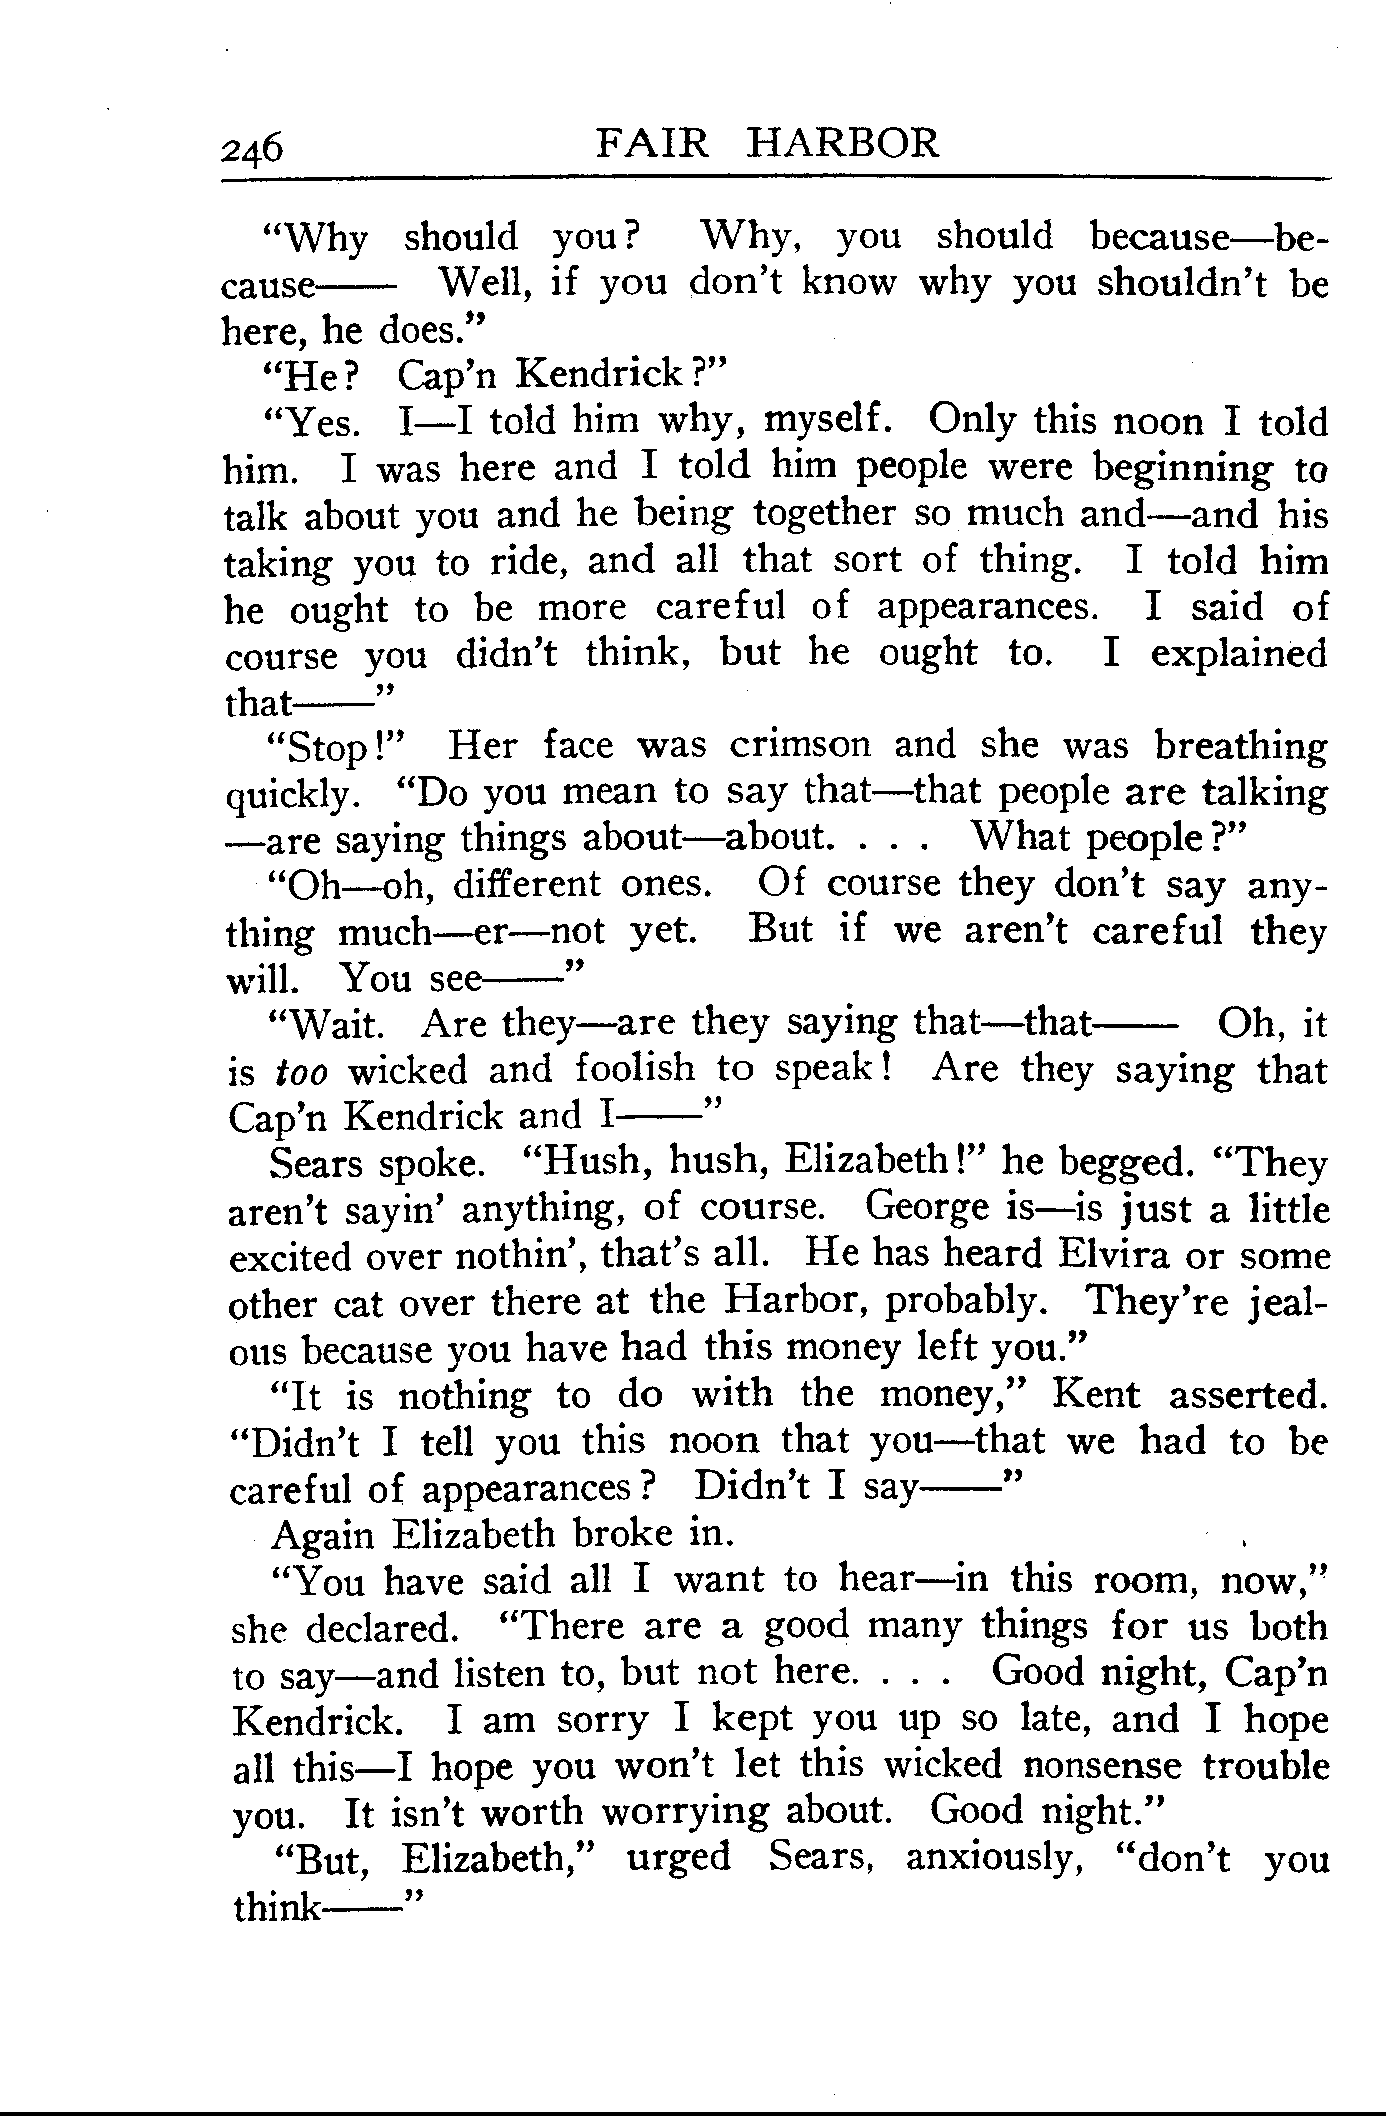 246 FAIR HARBOR
“Why should you? Why, you should because—be-
cause—— Well, if you don’t know why you shouldn’t be
here, he does.”
“He? Cap’n Kendrick?”
“Yes. I—I told him why, myself. Only this noon I told
him. I was here and I told him people were beginning to
talk about you and he being together so much and—and his
taking you to ride, and all that sort of thing. I told him
he ought to be more careful of appearances. I said of
course you didn’t think, but he ought to. I explained
that——”
“Stop!” Her face was crimson and she was breathing
quickly. “Do you mean to say that—that people are talking
—are saying things about—about. . . . What people?”
“Oh—oh, different ones. Of course they don’t say any-
thing much—er—not yet. But if we aren’t careful they
will. You see——”
“Wait. Are they—are they saying that—that—— Oh, it
is too wicked and foolish to speak! Are they saying that
Cap’n Kendrick and I——”
Sears spoke. “Hush, hush, Elizabeth!” he begged. “They
aren’t sayin’ anything, of course. George is—is just a little
excited over nothin’, that’s all. He has heard Elvira or some
other cat over there at the Harbor, probably. They’re jeal-
ous because you have had this money left you.”
“It is nothing to do with the money,” Kent asserted.
“Didn’t I tell you this noon that you—that we had to be
careful of appearances? Didn’t I say——”
Again Elizabeth broke in.
“You have said all I want to hear—in this room, now,”
she declared. “There are a good many things for us both
to say—and listen to, but not here. . . . Good night, Cap’n
Kendrick. I am sorry I kept you up so late, and I hope
all this—I hope you won’t let this wicked nonsense trouble
you. It isn’t worth worrying about. Good night.”
“But, Elizabeth,” urged Sears, anxiously, “don’t you
think——”